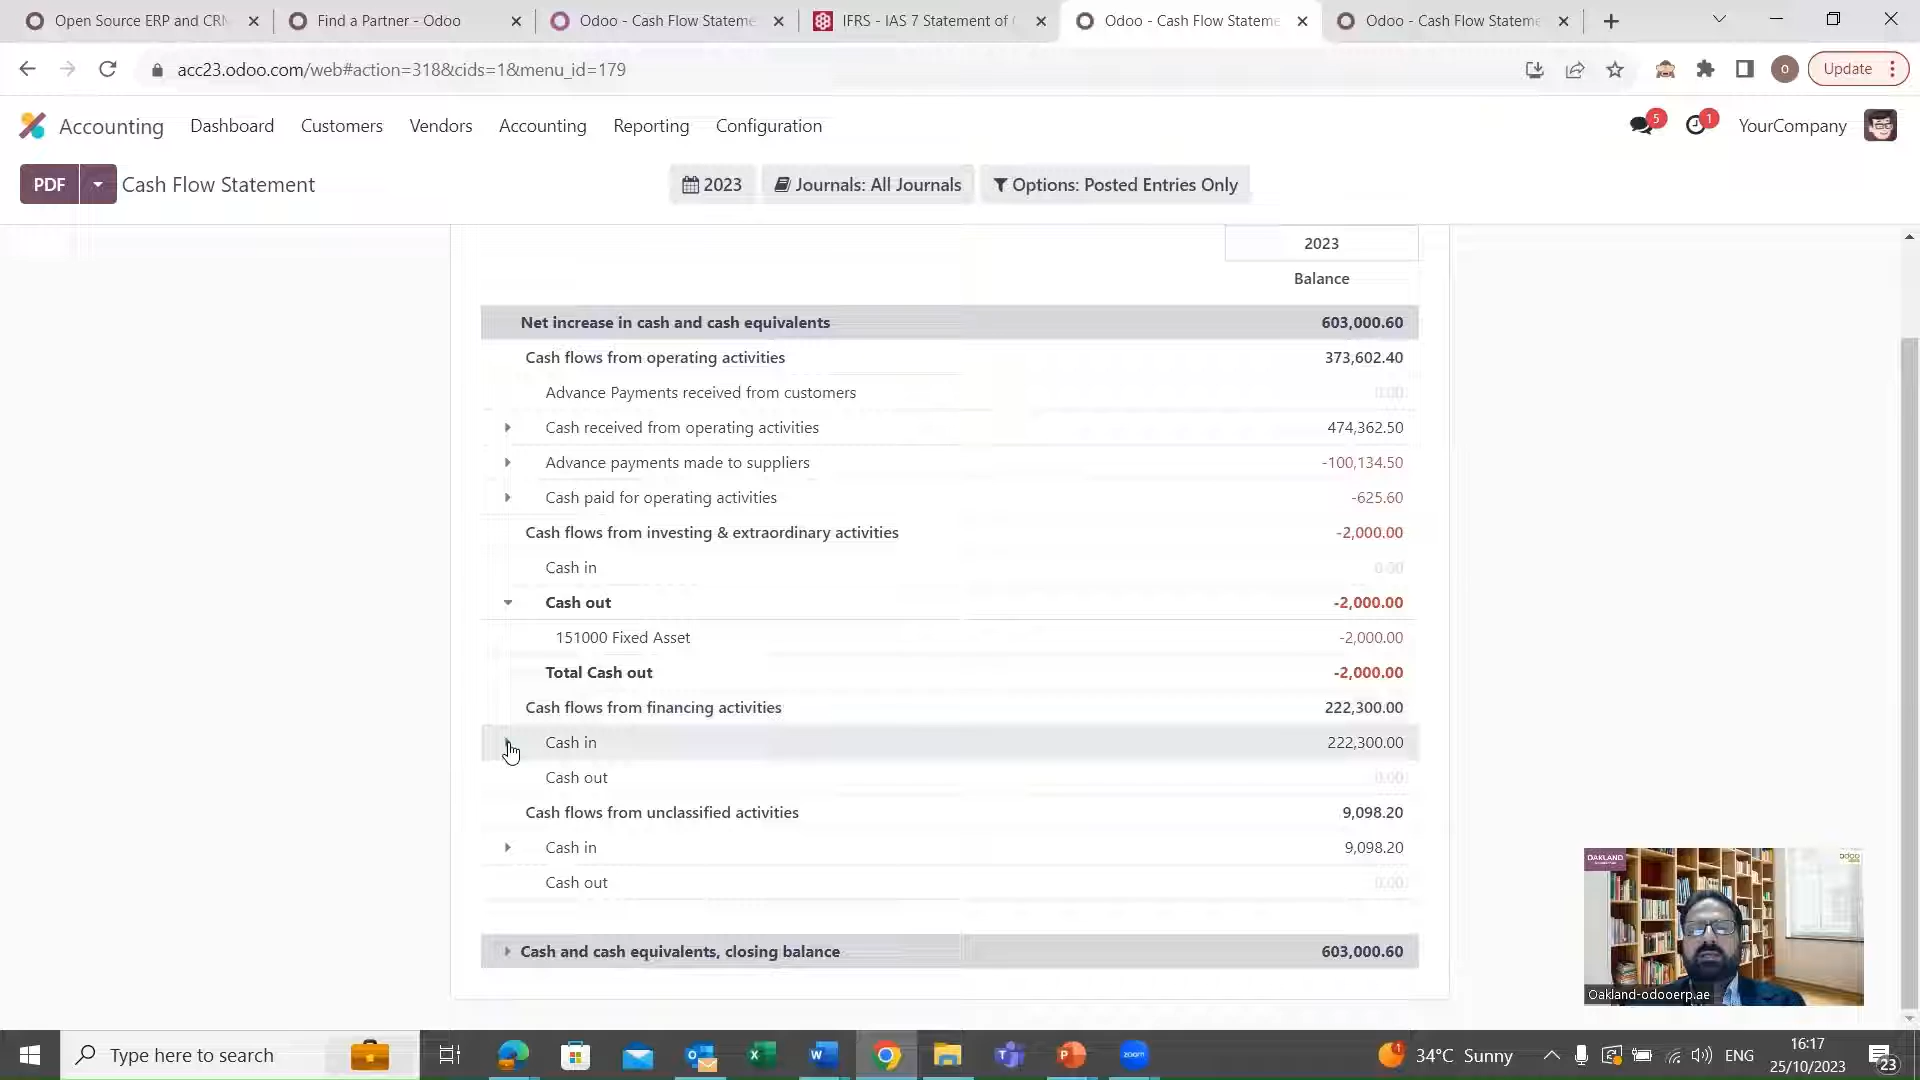 Open Source ERP and CRM
Find a Partner - Odoo
Odoo - Cash Flow Stateme
IFRS - IAS 7 Statement of
Odoo - Cash Flow Stateme
Odoo - Cash Flow Stateme
acc23.odoo.com/web#action=318&cids=1&menu_id=179
o
Update
Accounting
Dashboard
Customers
Vendors
Accounting
Reporting
Configuration
5
1
YourCompany
PDF
Cash Flow Statement
2023
Journals: All Journals
Options: Posted Entries Only
2023
Balance
Net increase in cash and cash equivalents 603,000.60
Cash flows from operating activities 373,602.40
Advance Payments received from customers 0.00
Cash received from operating activities 474,362.50
Advance payments made to suppliers -100,134.50
Cash paid for operating activities -625.60
Cash flows from investing & extraordinary activities -2,000.00
Cash in 0.00
Cash out -2,000.00
151000 Fixed Asset -2,000.00
Total Cash out -2,000.00
Cash flows from financing activities 222,300.00
Cash in 222,300.00
Cash out 0.00
Cash flows from unclassified activities 9,098.20
Cash in 9,098.20
Cash out 0.00
Cash and cash equivalents, closing balance 603,000.60
OAKLAND
odoo
Oakland-odooerp.ae
Type here to search
zoom
34°C Sunny
ENG
16:17
25/10/2023
23